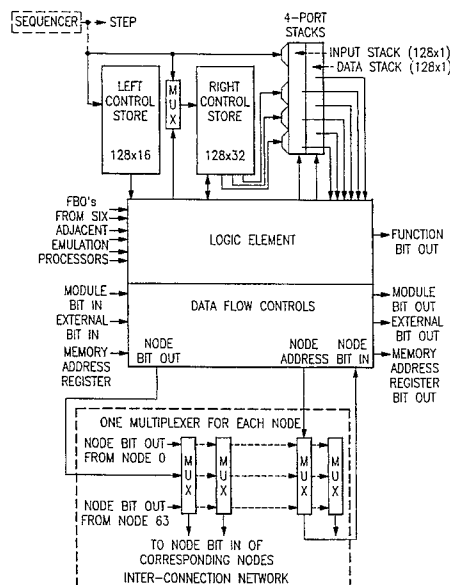 SEQUENCER
STEP
4-PORT
STACKS
INPUT STACK (128x1)
DATA STACK (128x1)
LEFT
CONTROL
STORE
128x16
MUX
RIGHT
CONTROL
STORE
128x32
FBO's
FROM SIX
ADJACENT
EMULATION
PROCESSORS
LOGIC ELEMENT
FUNCTION
BIT OUT
MODULE
BIT IN
EXTERNAL
BIT IN
MEMORY
ADDRESS
REGISTER
DATA FLOW CONTROLS
NODE
BIT OUT
NODE
ADDRESS
NODE
BIT IN
MODULE
BIT OUT
EXTERNAL
BIT OUT
MEMORY
ADDRESS
REGISTER
BIT OUT
ONE MULTIPLEXER FOR EACH NODE
NODE BIT OUT
FROM NODE 0
NODE BIT OUT
FROM NODE 63
MUX
MUX
MUX
MUX
TO NODE BIT IN OF
CORRESPONDING NODES
INTER-CONNECTION NETWORK